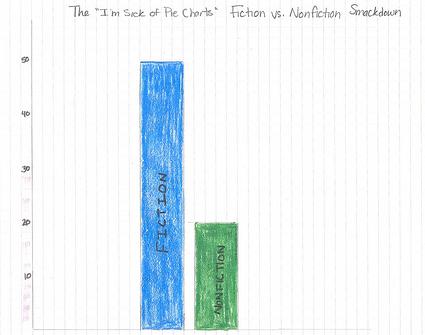 The "I'm Sick of Pie Charts" Fiction vs. Nonfiction Smackdown
50
40
30
20
10
FICTION
NONFICTION